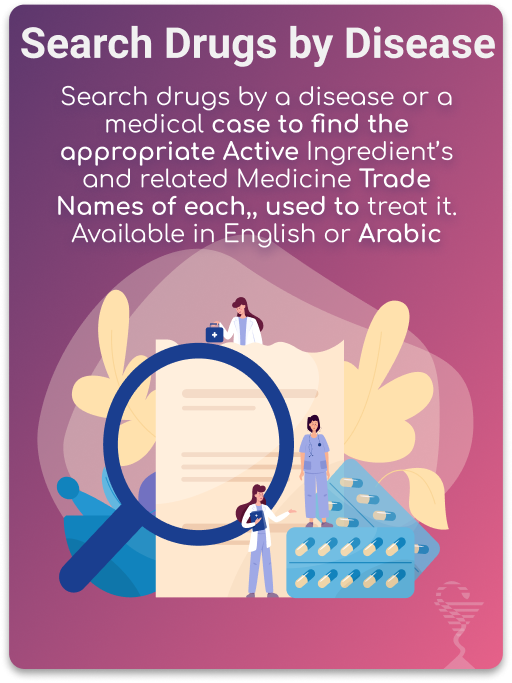 Search Drugs by Disease
Search drugs by a disease or a
medical case to find the
appropriate Active Ingredient's
and related Medicine Trade
Names of each,, used to treat it.
Available in English or Arabic